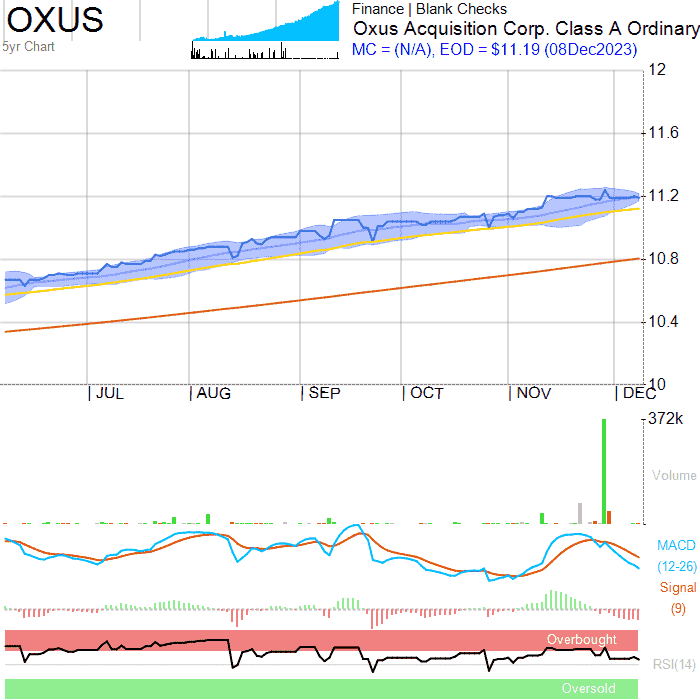 OXUS
5yr Chart
Finance | Blank Checks
Oxus Acquisition Corp. Class A Ordinary
MC = (N/A), EOD = $11.19 (08Dec2023)
12
11.6
11.2
10.8
10.4
10
JUL AUG SEP OCT NOV DEC
372k
Volume
MACD
(12-26)
Signal
(9)
Overbought
RSI(14)
Oversold